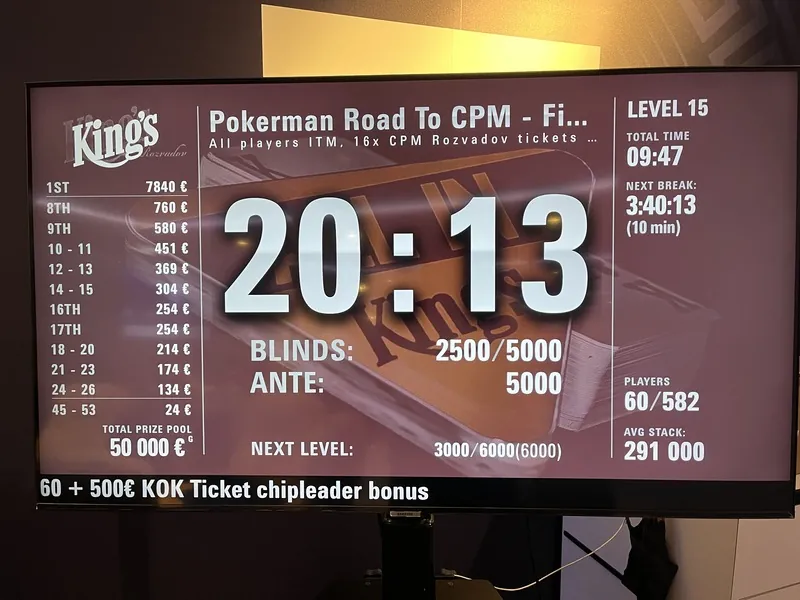 King's
Rozvadov
Pokerman Road To CPM - Fi...
All players ITM, 16x CPM Rozvadov tickets ...
1ST 7840 €
8TH 760 €
9TH 580 €
10 - 11 451 €
12 - 13 369 €
14 - 15 304 €
16TH 254 €
17TH 254 €
18 - 20 214 €
21 - 23 174 €
24 - 26 134 €
45 - 53 24 €
TOTAL PRIZE POOL
50 000 € G
20:13
ALL IN
King's
BLINDS: 2500/5000
ANTE: 5000
NEXT LEVEL: 3000/6000(6000)
LEVEL 15
TOTAL TIME
09:47
NEXT BREAK:
3:40:13
(10 min)
PLAYERS
60/582
AVG STACK:
291 000
60 + 500€ KOK Ticket chipleader bonus